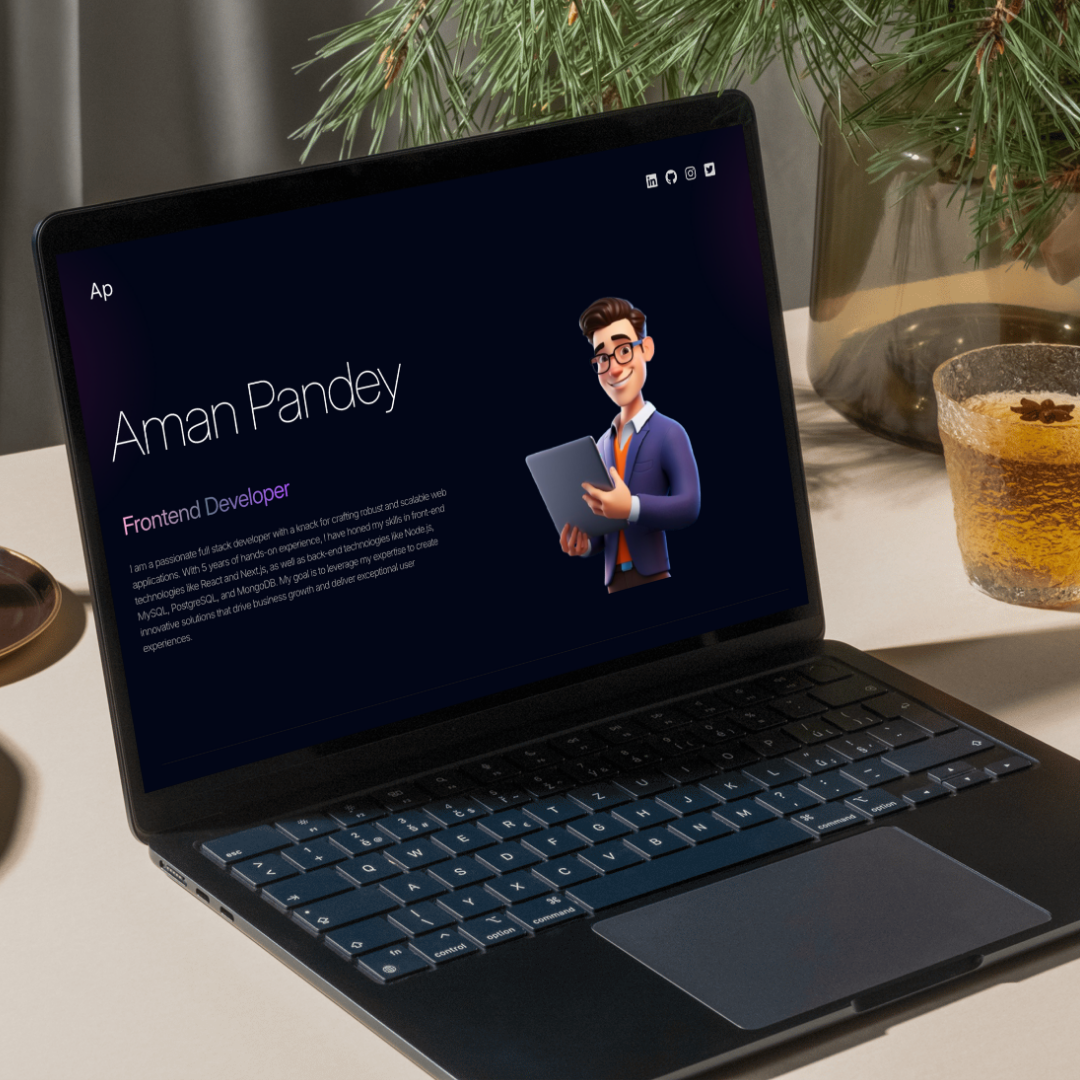 Ap
Aman Pandey
Frontend Developer
I am a passionate full stack developer with a knack for crafting robust and scalable web
applications. With 5 years of hands-on experience, I have honed my skills in front-end
technologies like React and Next.js, as well as back-end technologies like Node.js,
MySQL, PostgreSQL, and MongoDB. My goal is to leverage my expertise to create
innovative solutions that drive business growth and deliver exceptional user
experiences.
esc
Q W E R T Z U I O P
A S D F G H J K L
Y X C V B N M
fn control option command command option